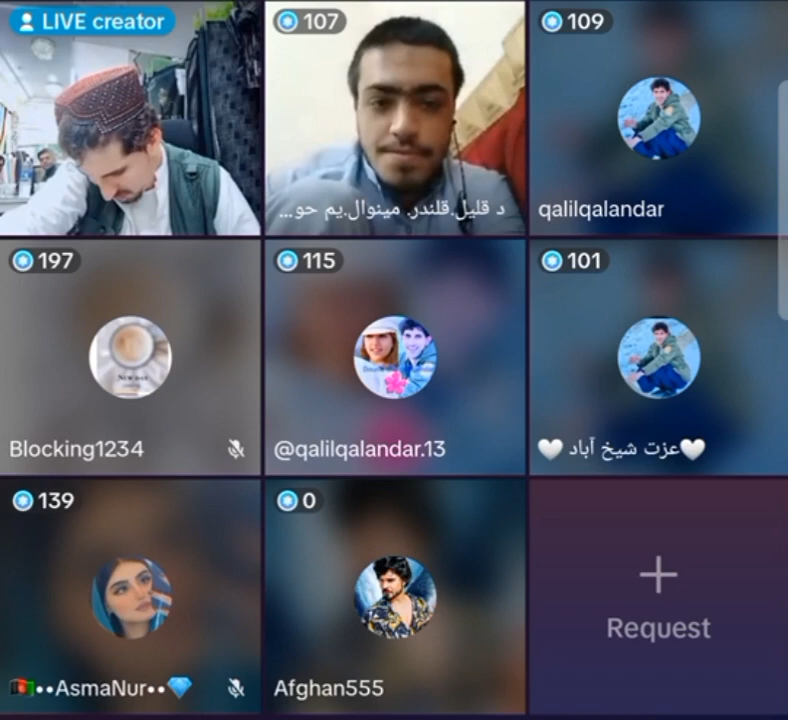 LIVE creator
107
د قلیل.قلندر. مینوال.یم حو...
109
qalilqalandar
197
Blocking1234
115
@qalilqalandar.13
101
🤍 عزت شیخ آباد🤍
139
🇦🇫••AsmaNur••💎
0
Afghan555
+
Request